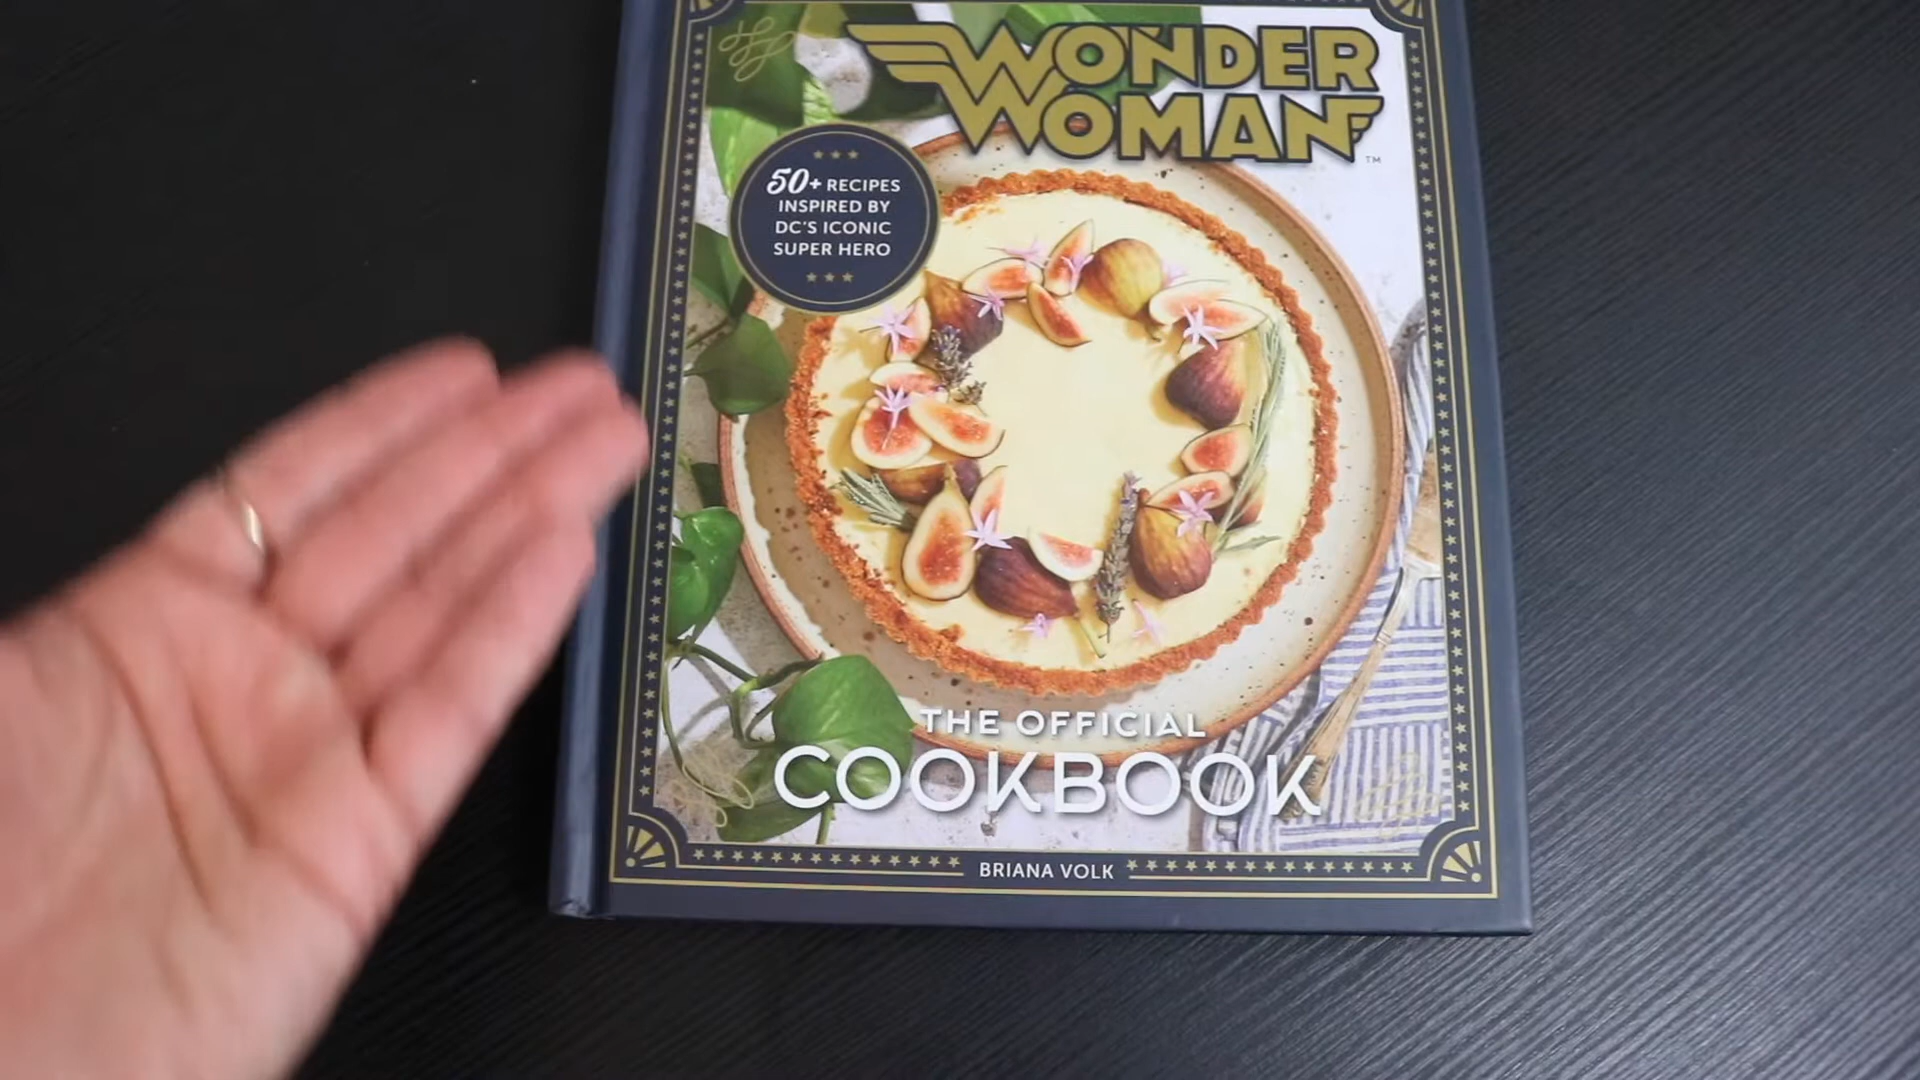 WONDER
WOMAN
TM
50+ RECIPES
INSPIRED BY
DC'S ICONIC
SUPER HERO
THE OFFICIAL
COOKBOOK
BRIANA VOLK